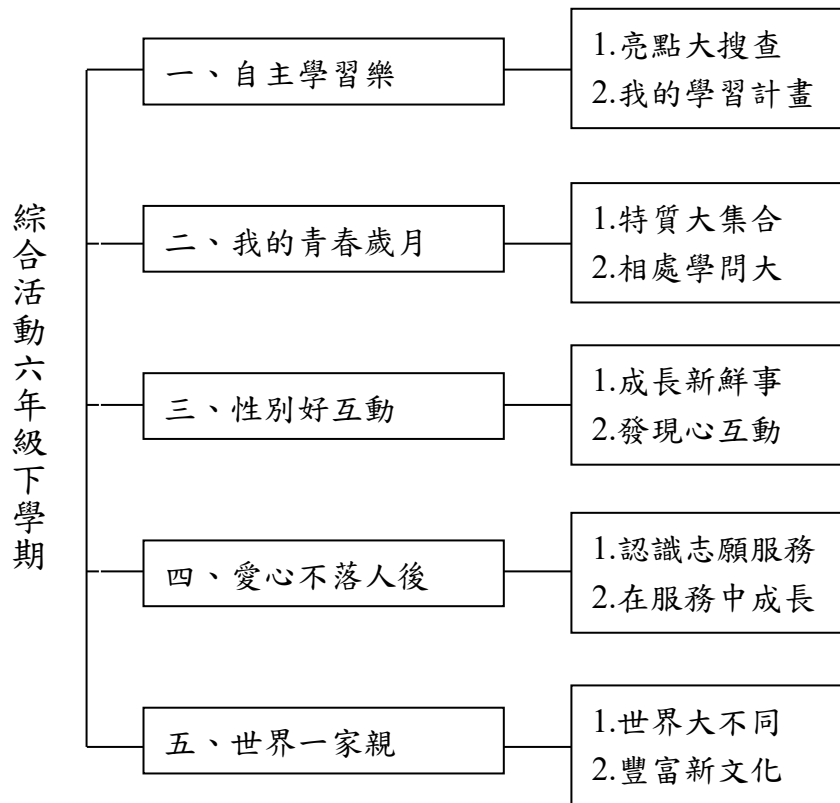 綜合活動六年級下學期
一、自主學習樂
1.亮點大搜查
2.我的學習計畫
二、我的青春歲月
1.特質大集合
2.相處學問大
三、性別好互動
1.成長新鮮事
2.發現心互動
四、愛心不落人後
1.認識志願服務
2.在服務中成長
五、世界一家親
1.世界大不同
2.豐富新文化